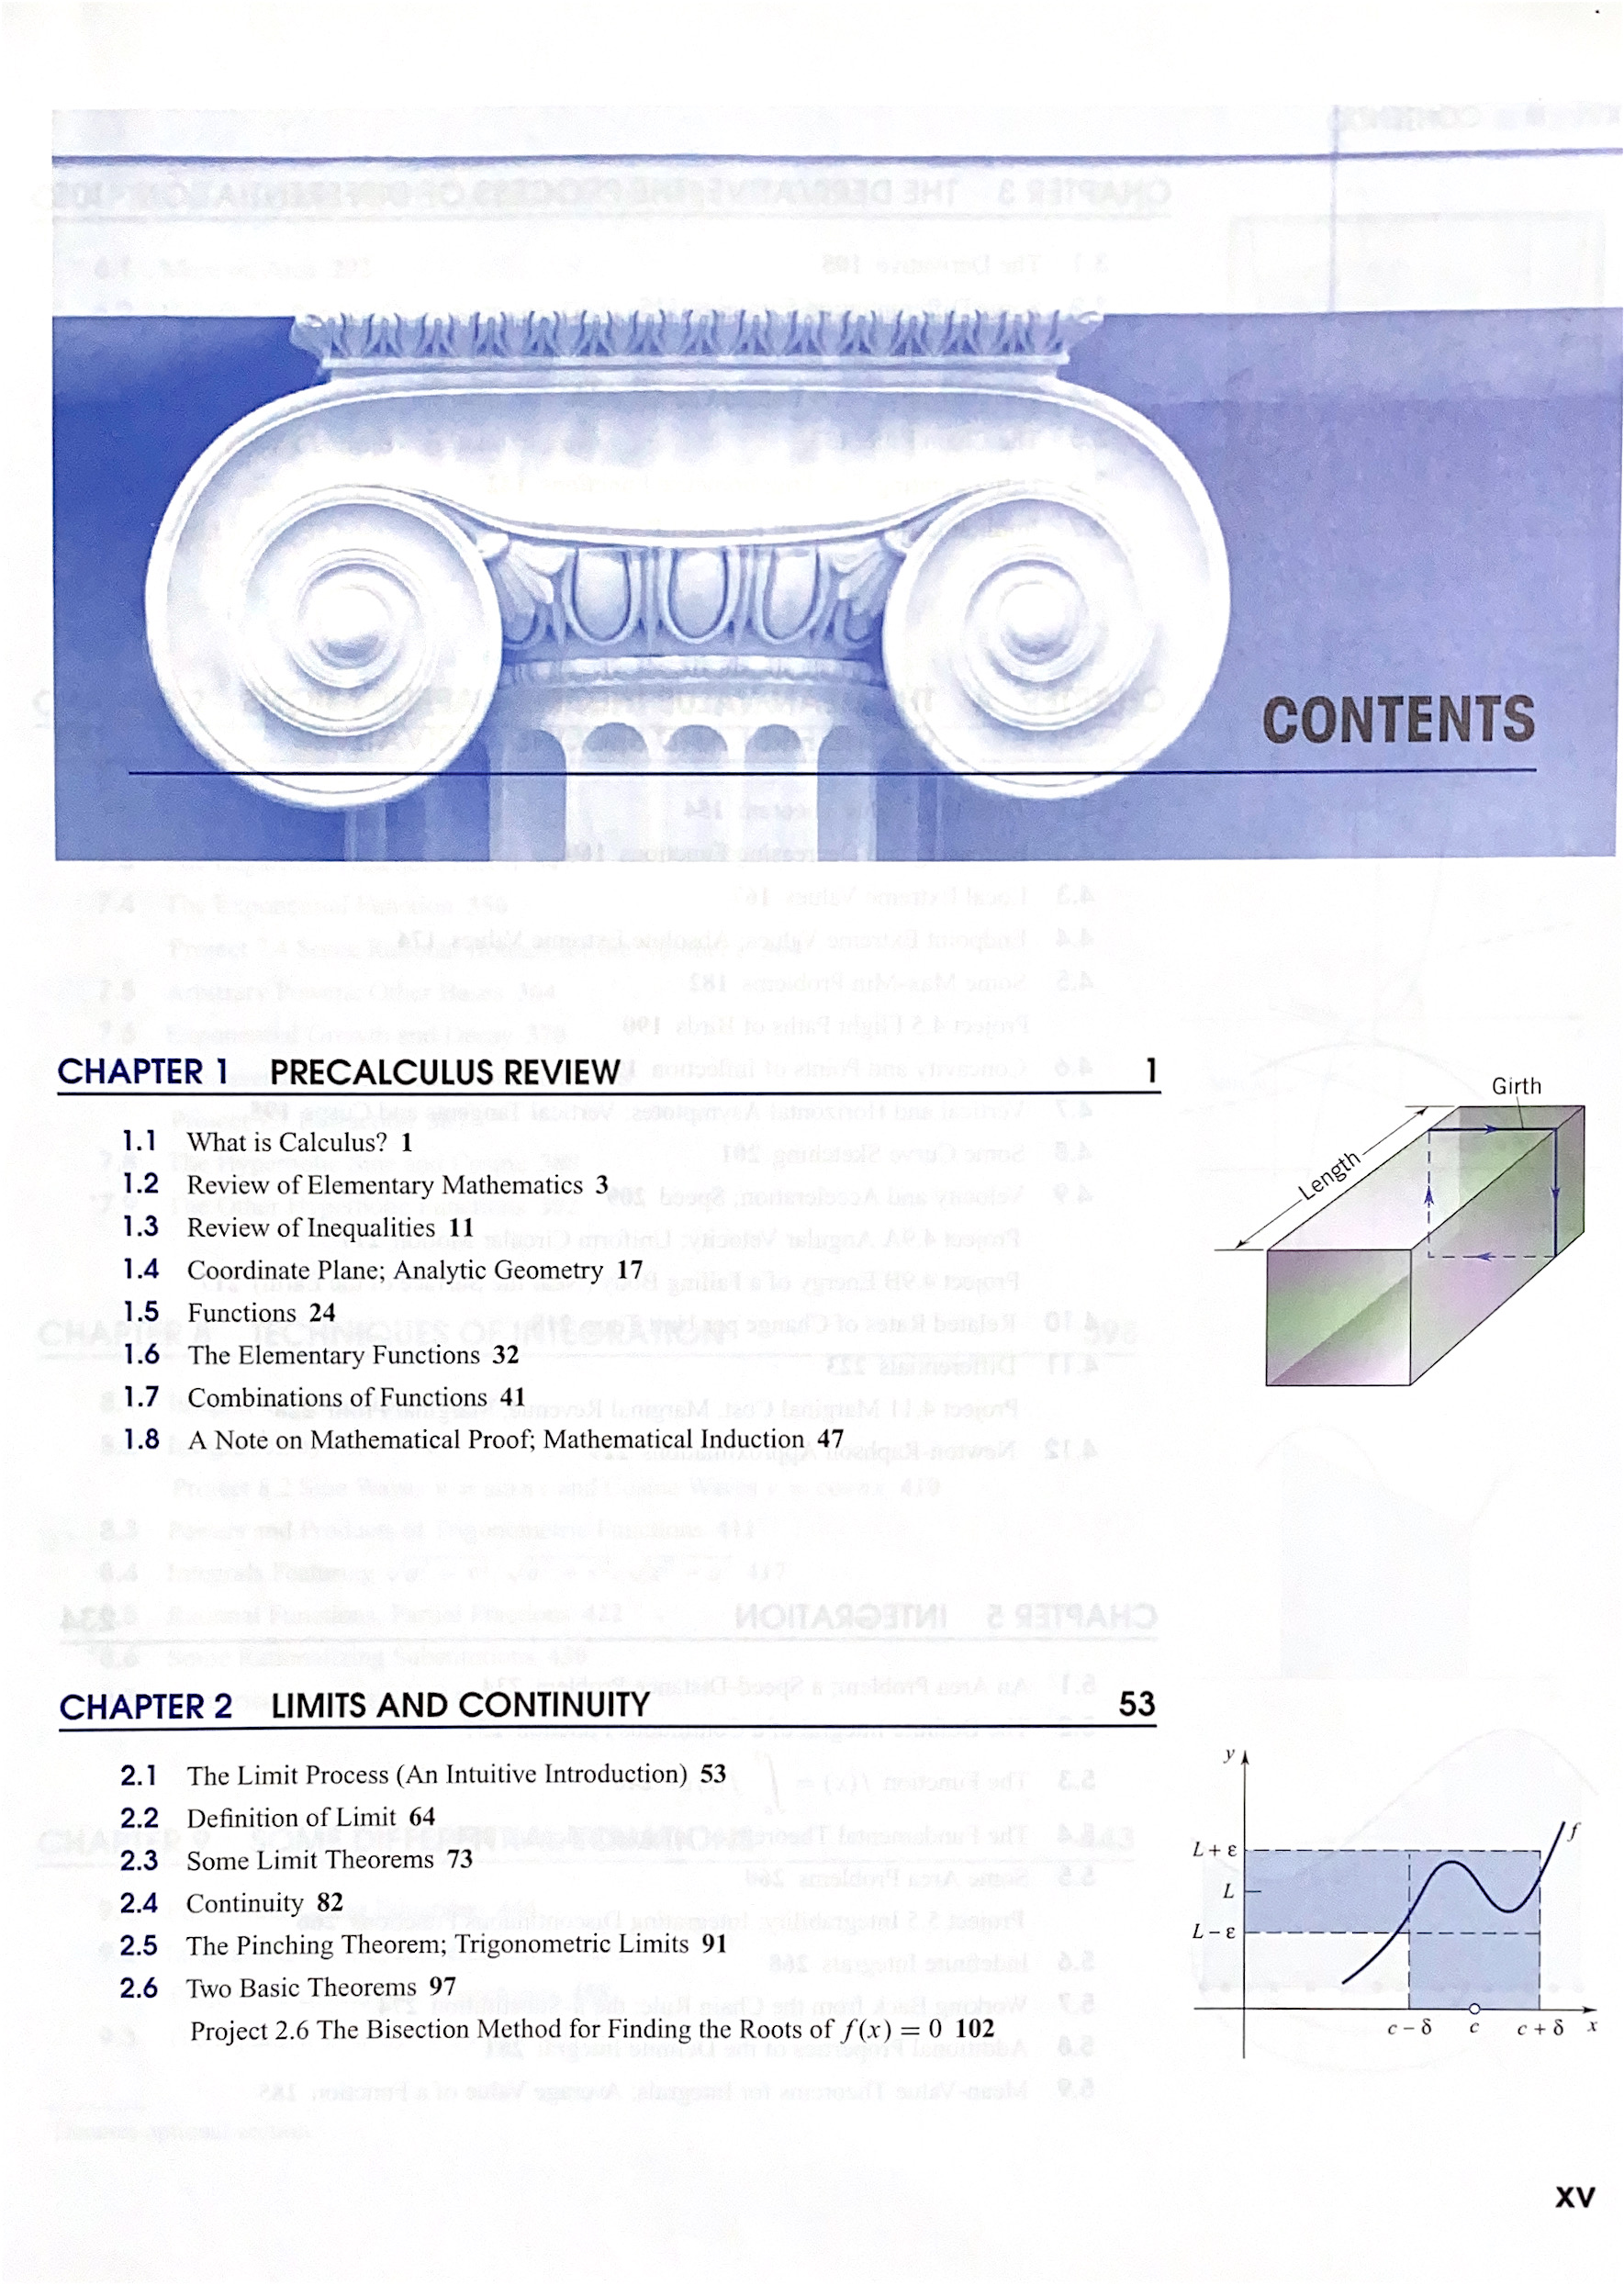 CONTENTS
CHAPTER 1 PRECALCULUS REVIEW 1
1.1 What is Calculus? 1
1.2 Review of Elementary Mathematics 3
1.3 Review of Inequalities 11
1.4 Coordinate Plane; Analytic Geometry 17
1.5 Functions 24
1.6 The Elementary Functions 32
1.7 Combinations of Functions 41
1.8 A Note on Mathematical Proof; Mathematical Induction 47
Girth
Length
CHAPTER 2 LIMITS AND CONTINUITY 53
2.1 The Limit Process (An Intuitive Introduction) 53
2.2 Definition of Limit 64
2.3 Some Limit Theorems 73
2.4 Continuity 82
2.5 The Pinching Theorem; Trigonometric Limits 91
2.6 Two Basic Theorems 97
Project 2.6 The Bisection Method for Finding the Roots of f(x) = 0 102
y
f
L + ε
L
L − ε
c − δ c c + δ x
xv